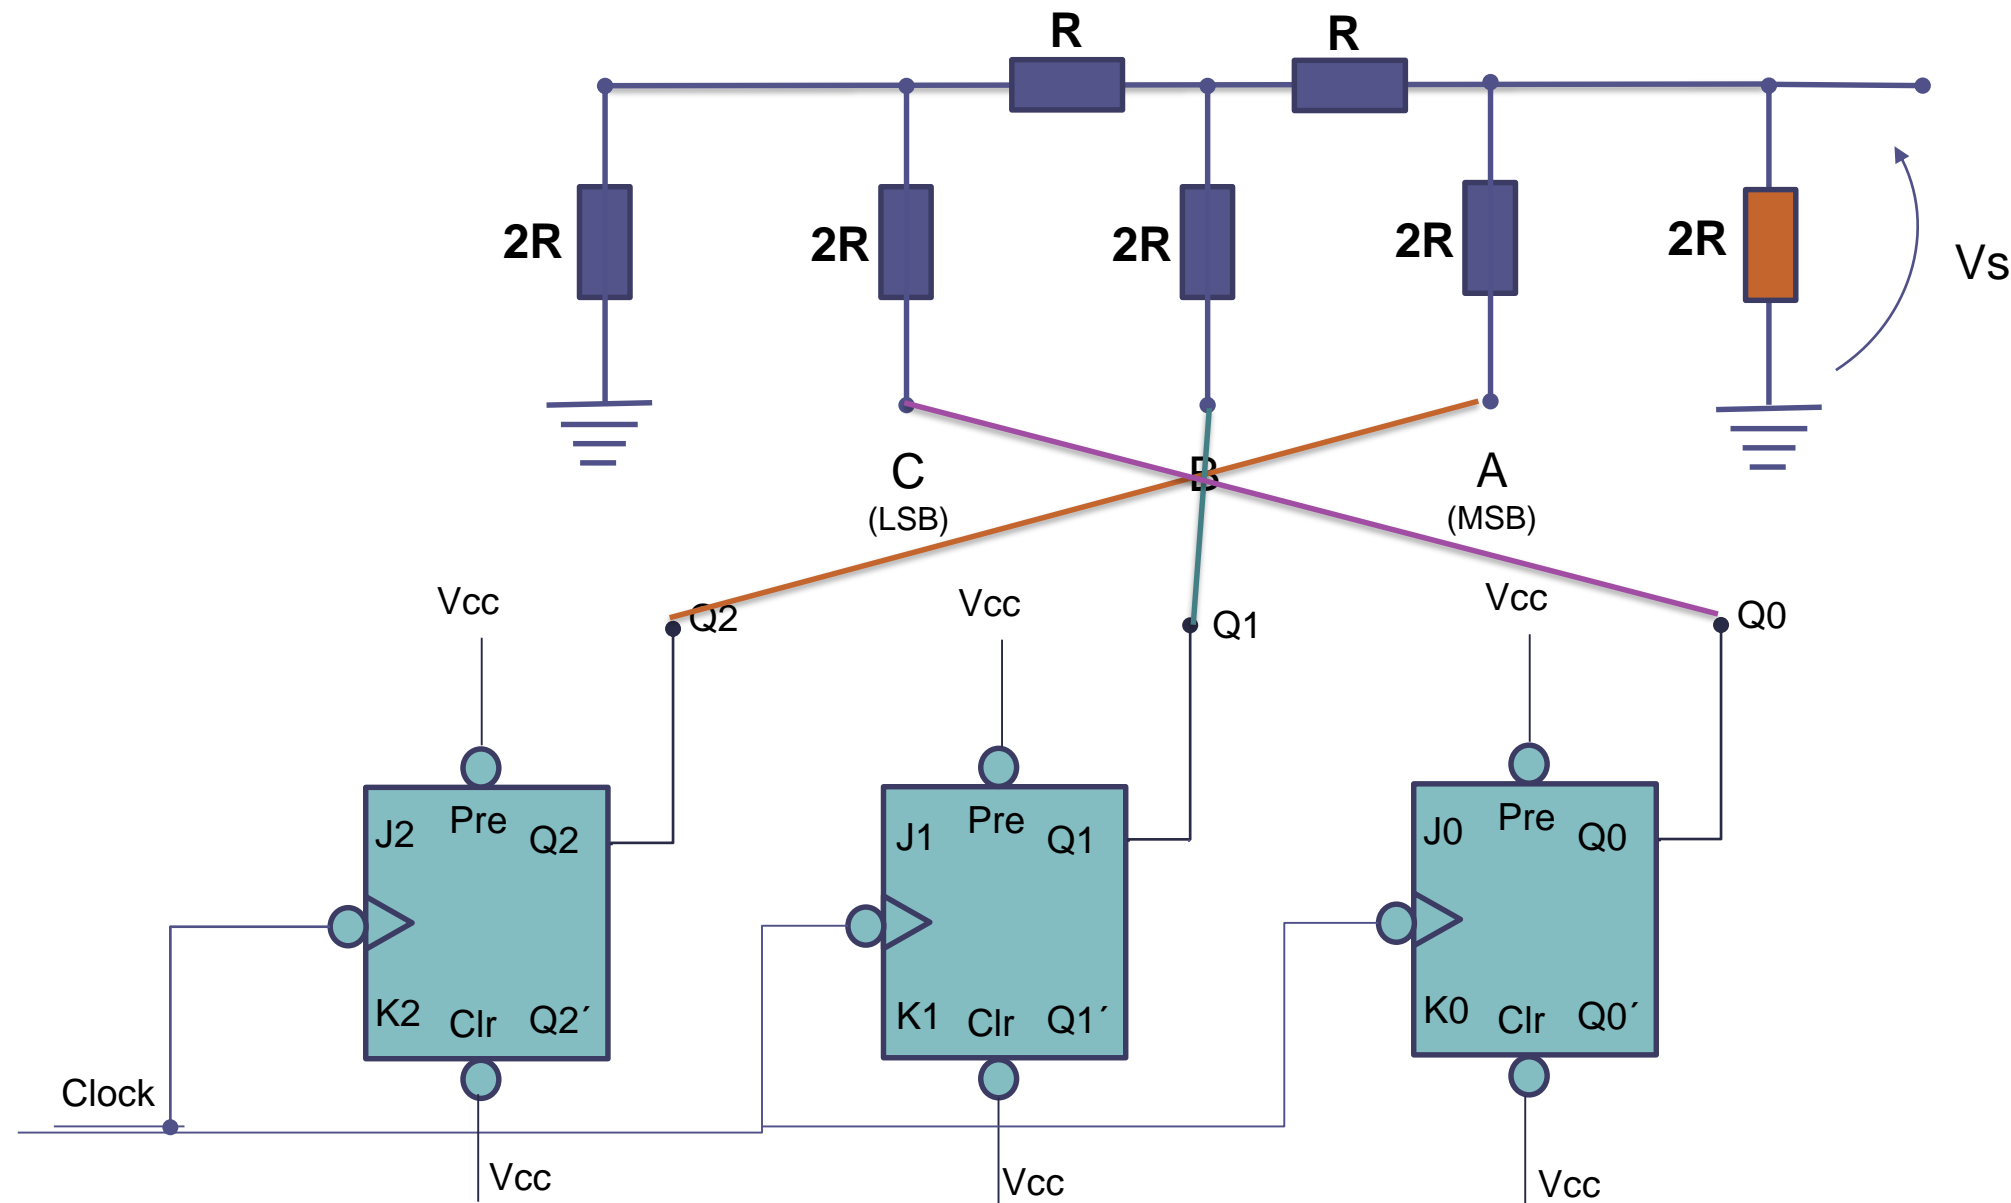 R
R
2R
2R
2R
2R
2R
Vs
C
B
A
(LSB)
(MSB)
Vcc
Vcc
Vcc
Q2
Q1
Q0
J2
Pre
Q2
J1
Pre
Q1
J0
Pre
Q0
K2
Clr
Q2´
K1
Clr
Q1´
K0
Clr
Q0´
Clock
Vcc
Vcc
Vcc